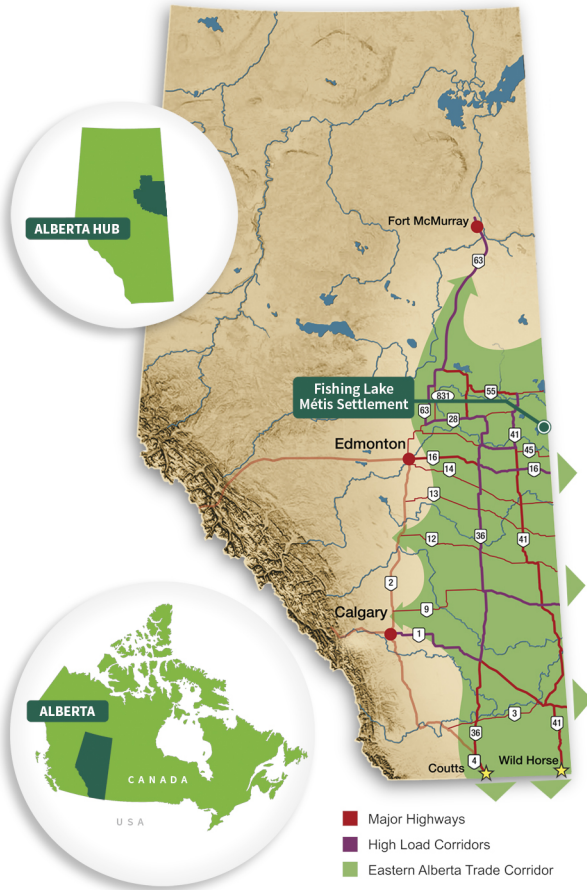 Fort McMurray
63
ALBERTA HUB
Fishing Lake
Métis Settlement
831
55
63
28
41
45
Edmonton
16
14
16
13
12
36
41
2
Calgary
9
1
3
36
41
4
Coutts
Wild Horse
ALBERTA
CANADA
USA
Major Highways
High Load Corridors
Eastern Alberta Trade Corridor